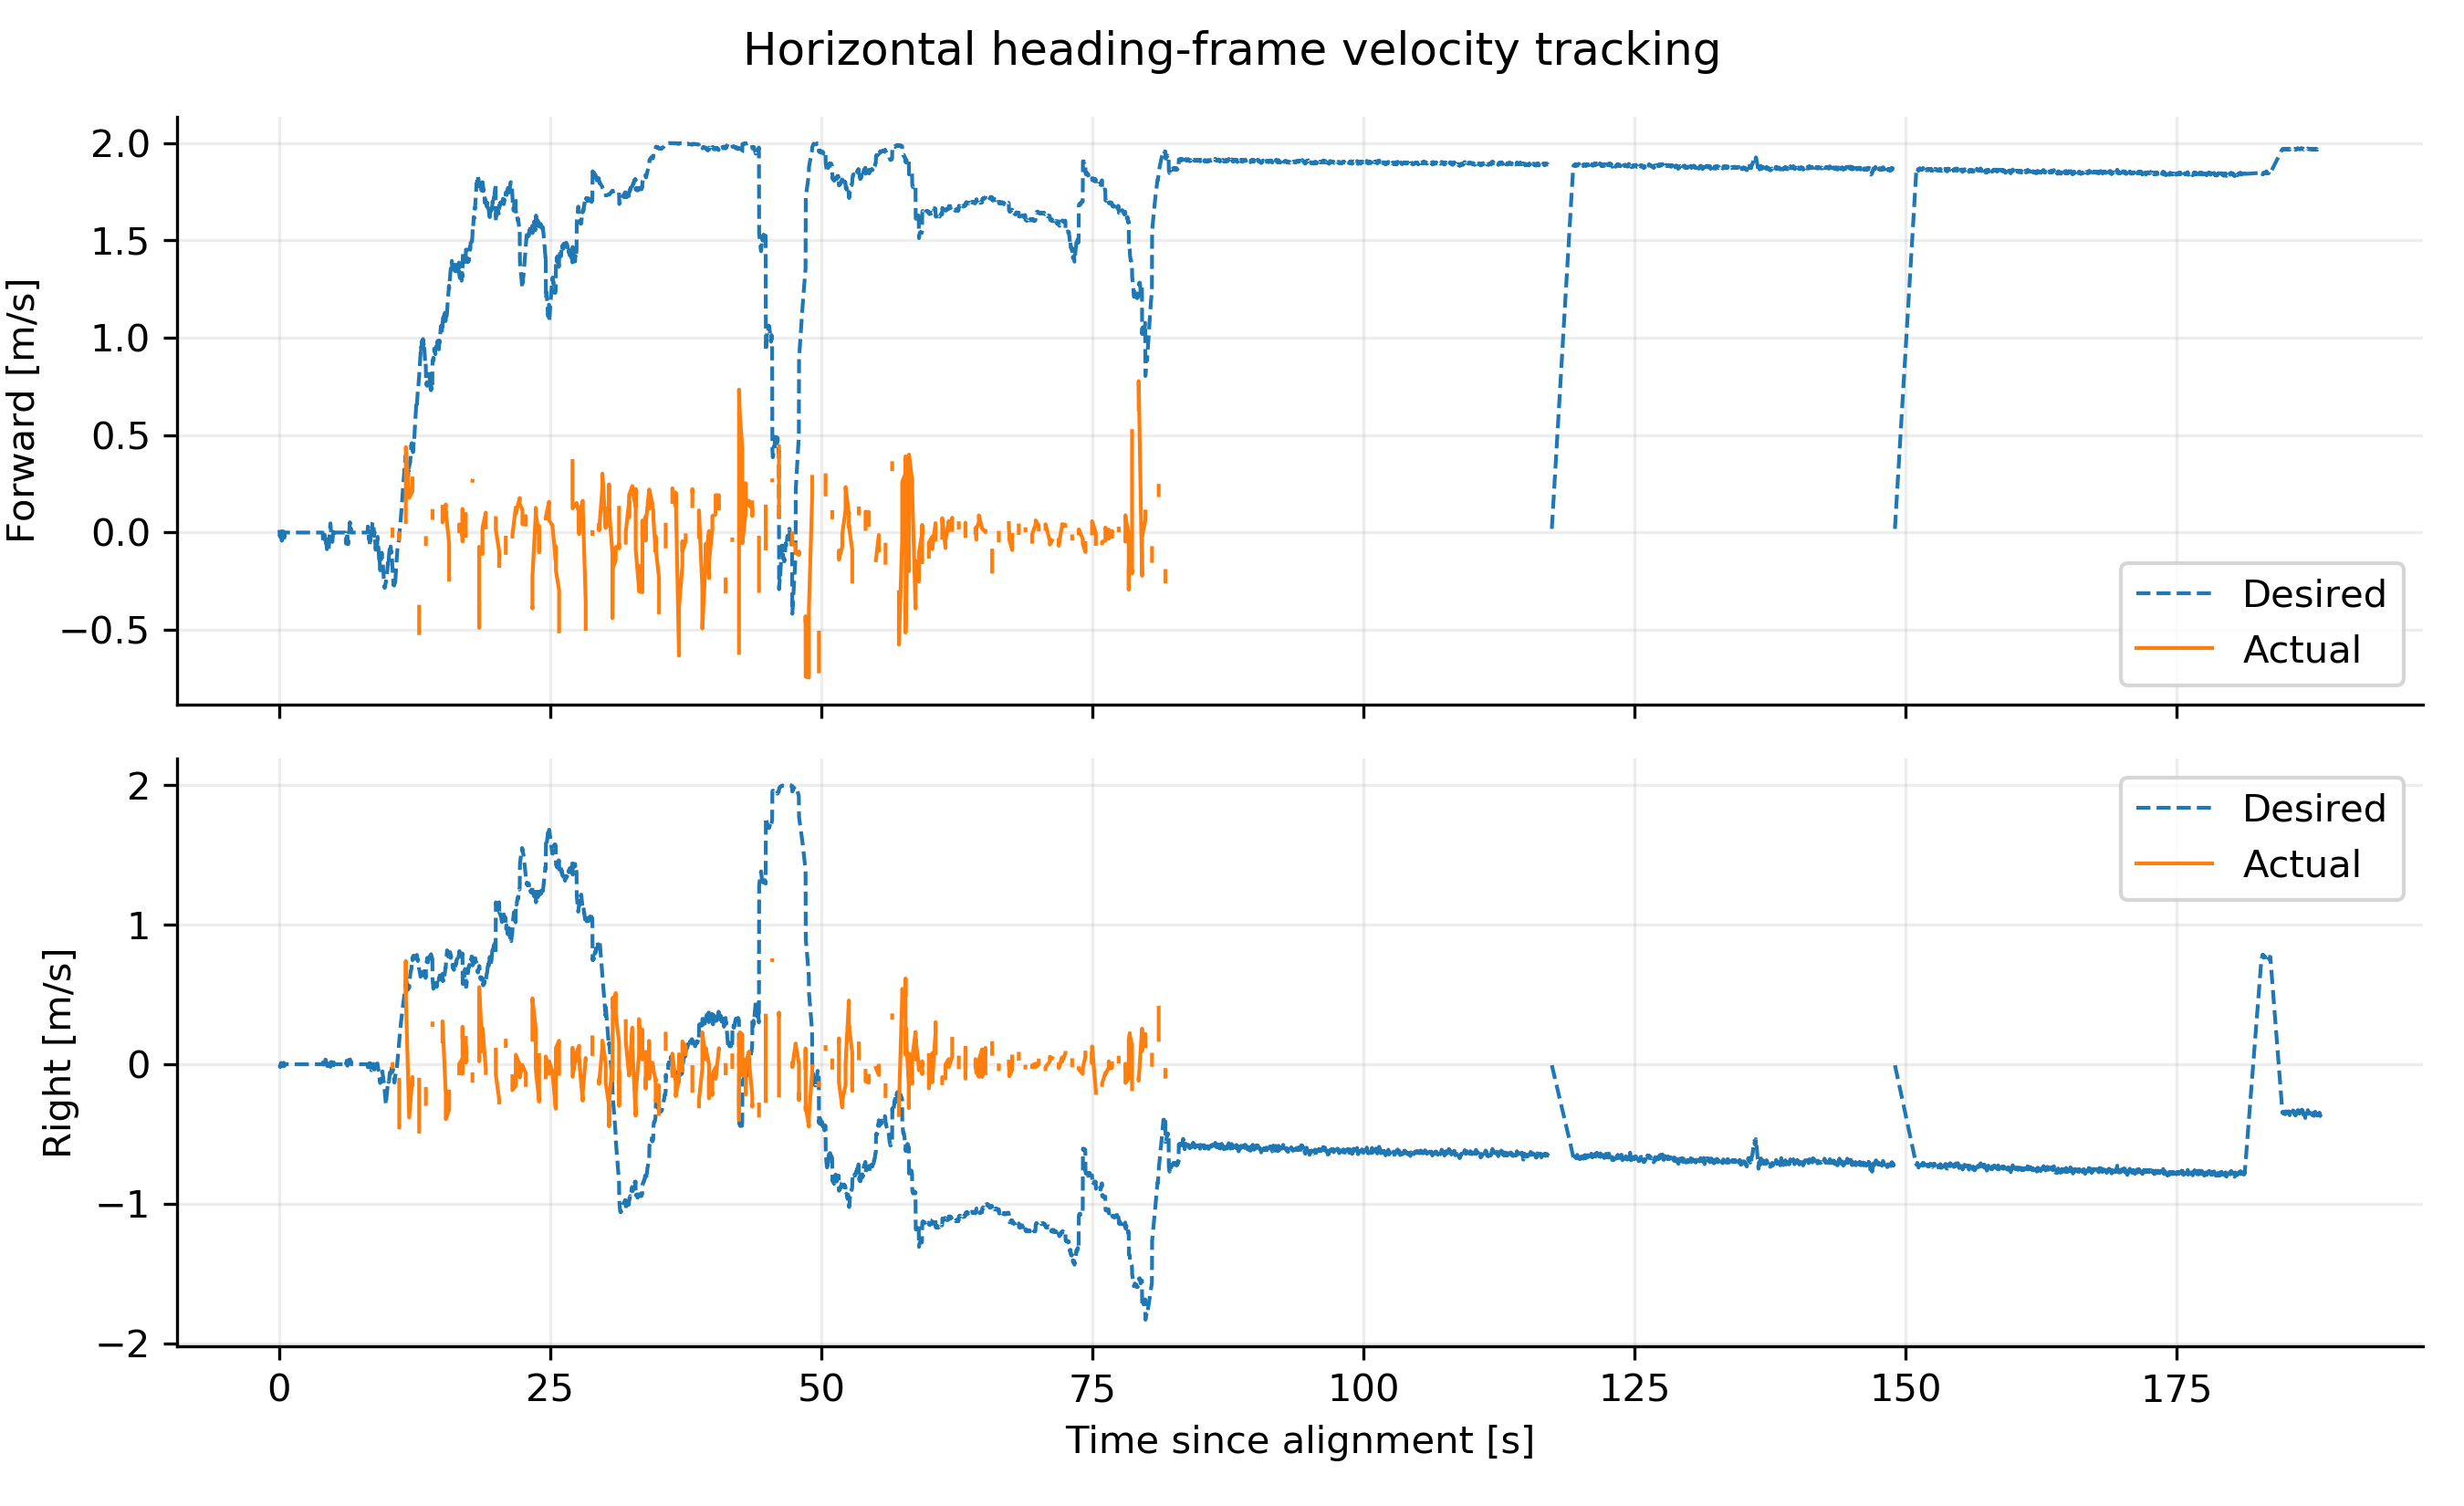 Horizontal heading-frame velocity tracking
Forward [m/s]
2.0
1.5
1.0
0.5
0.0
−0.5
Desired
Actual
Right [m/s]
2
1
0
−1
−2
Desired
Actual
0 25 50 75 100 125 150 175
Time since alignment [s]